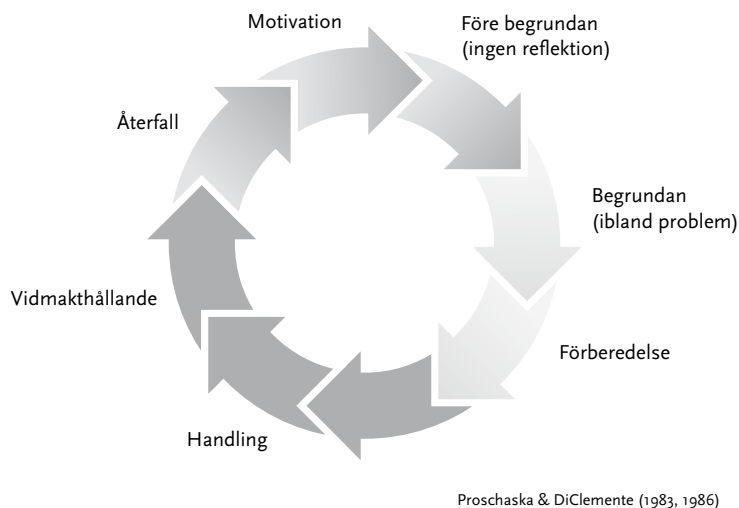 Motivation
Före begrundan
(ingen reflektion)
Återfall
Begrundan
(ibland problem)
Vidmakthållande
Förberedelse
Handling
Proschaska & DiClemente (1983, 1986)